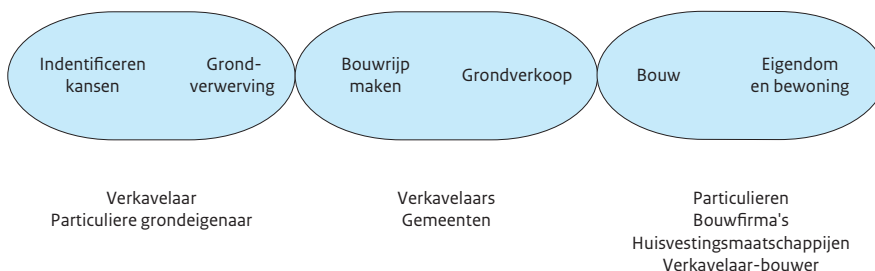 Indentificeren
kansen
Grond-
verwerving
Bouwrijp
maken
Grondverkoop
Bouw
Eigendom
en bewoning
Verkavelaar
Particuliere grondeigenaar
Verkavelaars
Gemeenten
Particulieren
Bouwfirma's
Huisvestingsmaatschappijen
Verkavelaar-bouwer